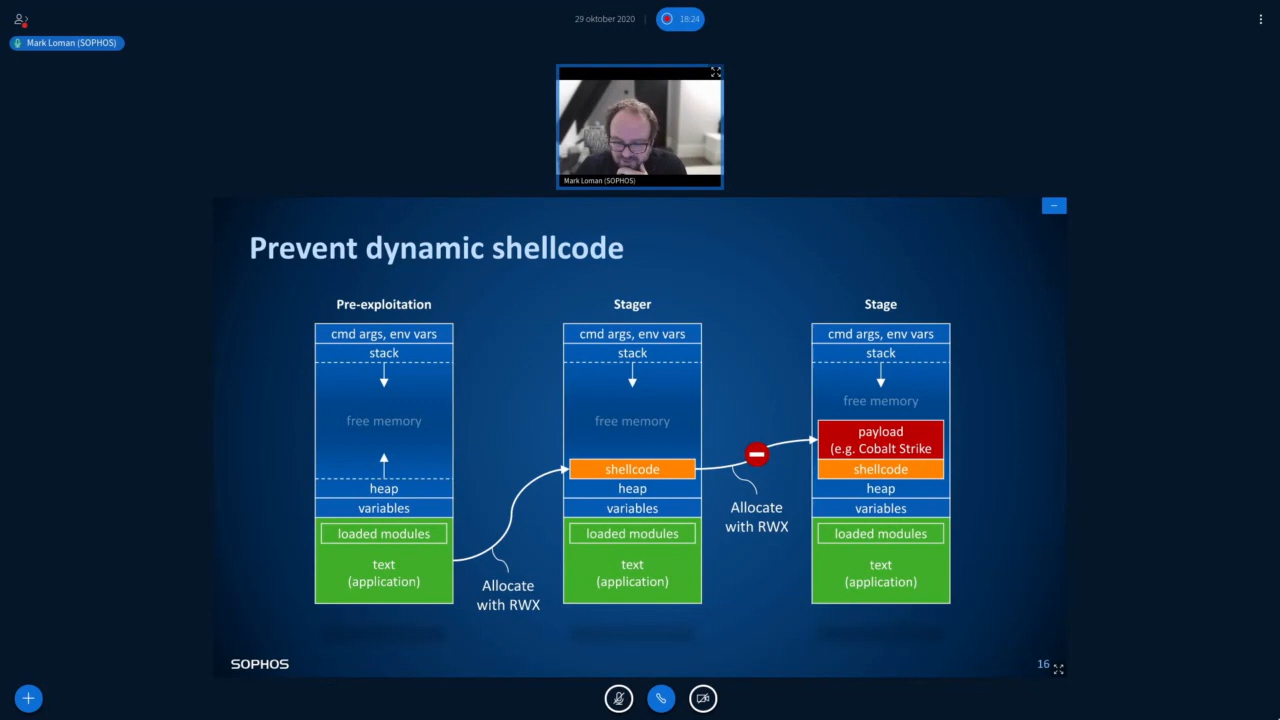 29 oktober 2020
18:24
Mark Loman (SOPHOS)
Mark Loman (SOPHOS)
Prevent dynamic shellcode
Pre-exploitation
cmd args, env vars
stack
free memory
heap
variables
loaded modules
text
(application)
Allocate
with RWX
Stager
cmd args, env vars
stack
free memory
shellcode
heap
variables
loaded modules
text
(application)
Allocate
with RWX
Stage
cmd args, env vars
stack
free memory
payload
(e.g. Cobalt Strike
shellcode
heap
variables
loaded modules
text
(application)
SOPHOS
16